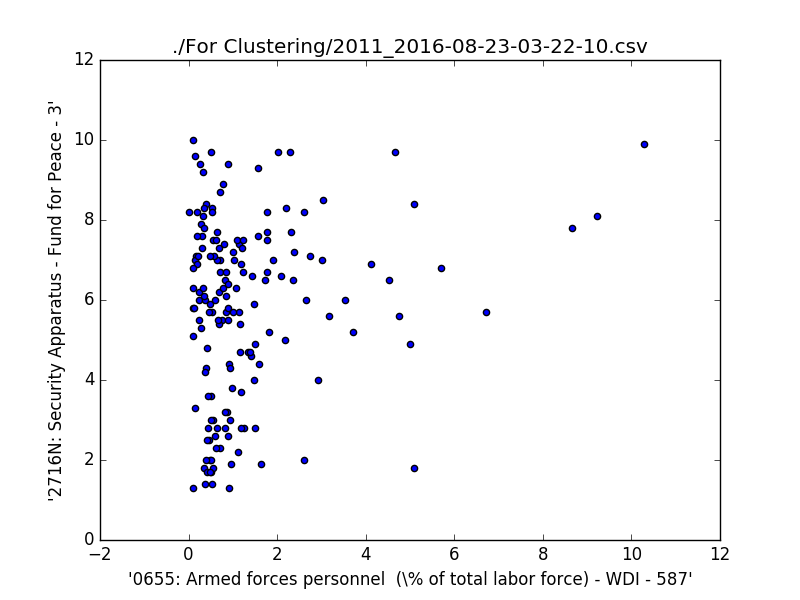 ./For Clustering/2011_2016-08-23-03-22-10.csv
12
10
8
6
4
2
0
'2716N: Security Apparatus - Fund for Peace - 3'
−2 0 2 4 6 8 10 12
'0655: Armed forces personnel  (\% of total labor force) - WDI - 587'